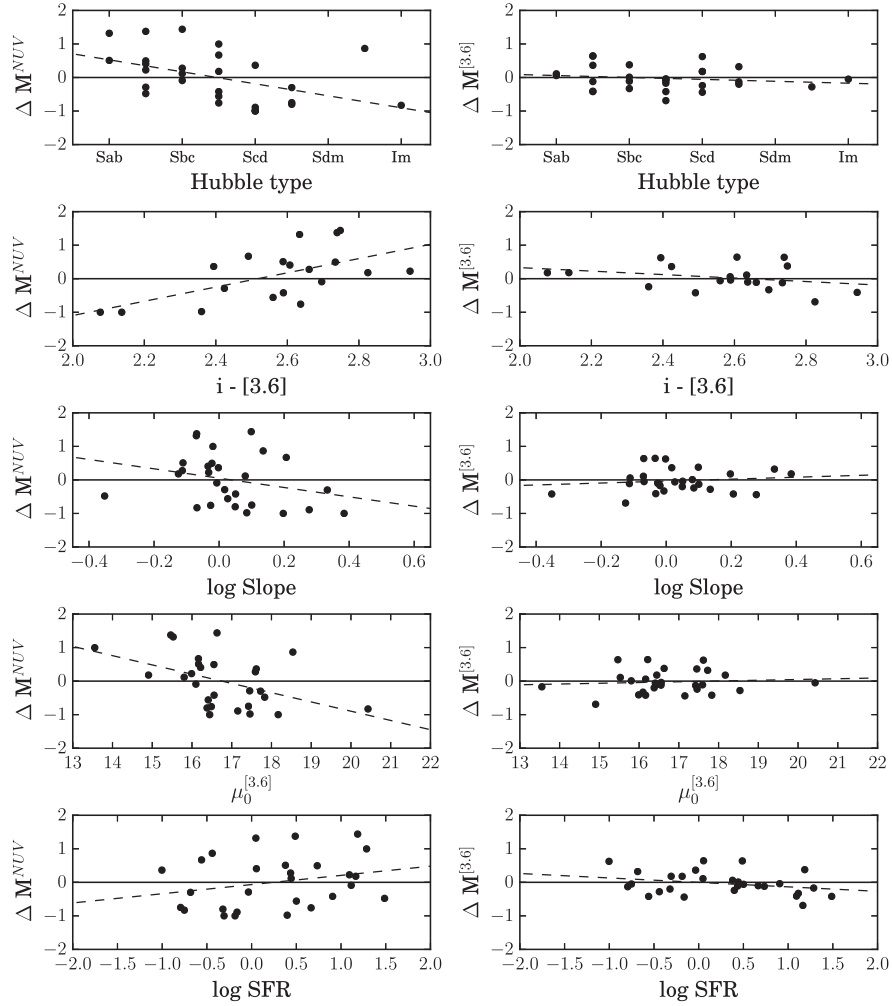 2
1
0
−1
−2
Δ M^{NUV}
Sab Sbc Scd Sdm Im
Hubble type
2
1
0
−1
−2
Δ M^{[3.6]}
Sab Sbc Scd Sdm Im
Hubble type
2
1
0
−1
−2
Δ M^{NUV}
2.0 2.2 2.4 2.6 2.8 3.0
i - [3.6]
2
1
0
−1
−2
Δ M^{[3.6]}
2.0 2.2 2.4 2.6 2.8 3.0
i - [3.6]
2
1
0
−1
−2
Δ M^{NUV}
−0.4 −0.2 0.0 0.2 0.4 0.6
log Slope
2
1
0
−1
−2
Δ M^{[3.6]}
−0.4 −0.2 0.0 0.2 0.4 0.6
log Slope
2
1
0
−1
−2
Δ M^{NUV}
13 14 15 16 17 18 19 20 21 22
μ_0^{[3.6]}
2
1
0
−1
−2
Δ M^{[3.6]}
13 14 15 16 17 18 19 20 21 22
μ_0^{[3.6]}
2
1
0
−1
−2
Δ M^{NUV}
−2.0 −1.5 −1.0 −0.5 0.0 0.5 1.0 1.5 2.0
log SFR
2
1
0
−1
−2
Δ M^{[3.6]}
−2.0 −1.5 −1.0 −0.5 0.0 0.5 1.0 1.5 2.0
log SFR